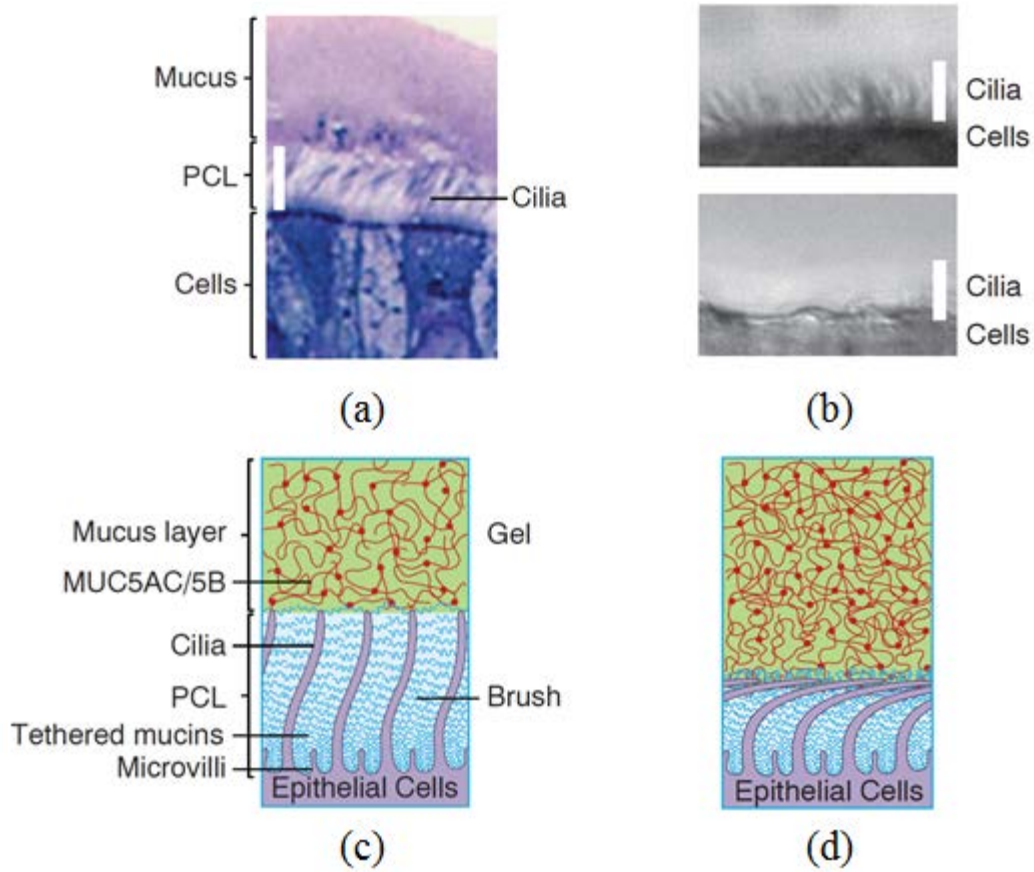 Mucus
PCL
Cilia
Cells
(a)
Cilia
Cells
Cilia
Cells
(b)
Mucus layer
Gel
MUC5AC/5B
Cilia
PCL
Brush
Tethered mucins
Microvilli
Epithelial Cells
(c)
Epithelial Cells
(d)